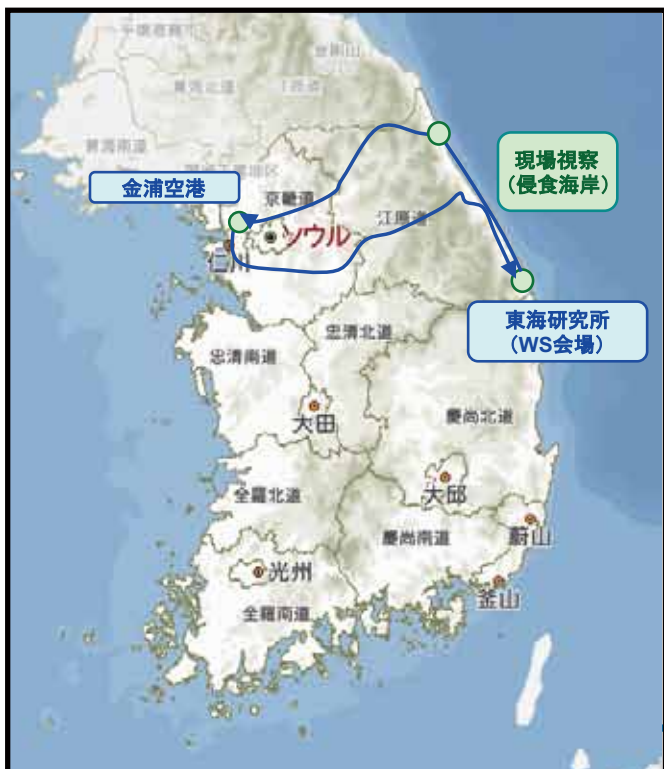 金浦空港
現場視察
(侵食海岸)
京畿道
江原道
ソウル
仁川
東海研究所
(WS会場)
忠清北道
忠清南道
大田
慶尚北道
大邱
全羅北道
慶尚南道
蔚山
光州
釜山
全羅南道